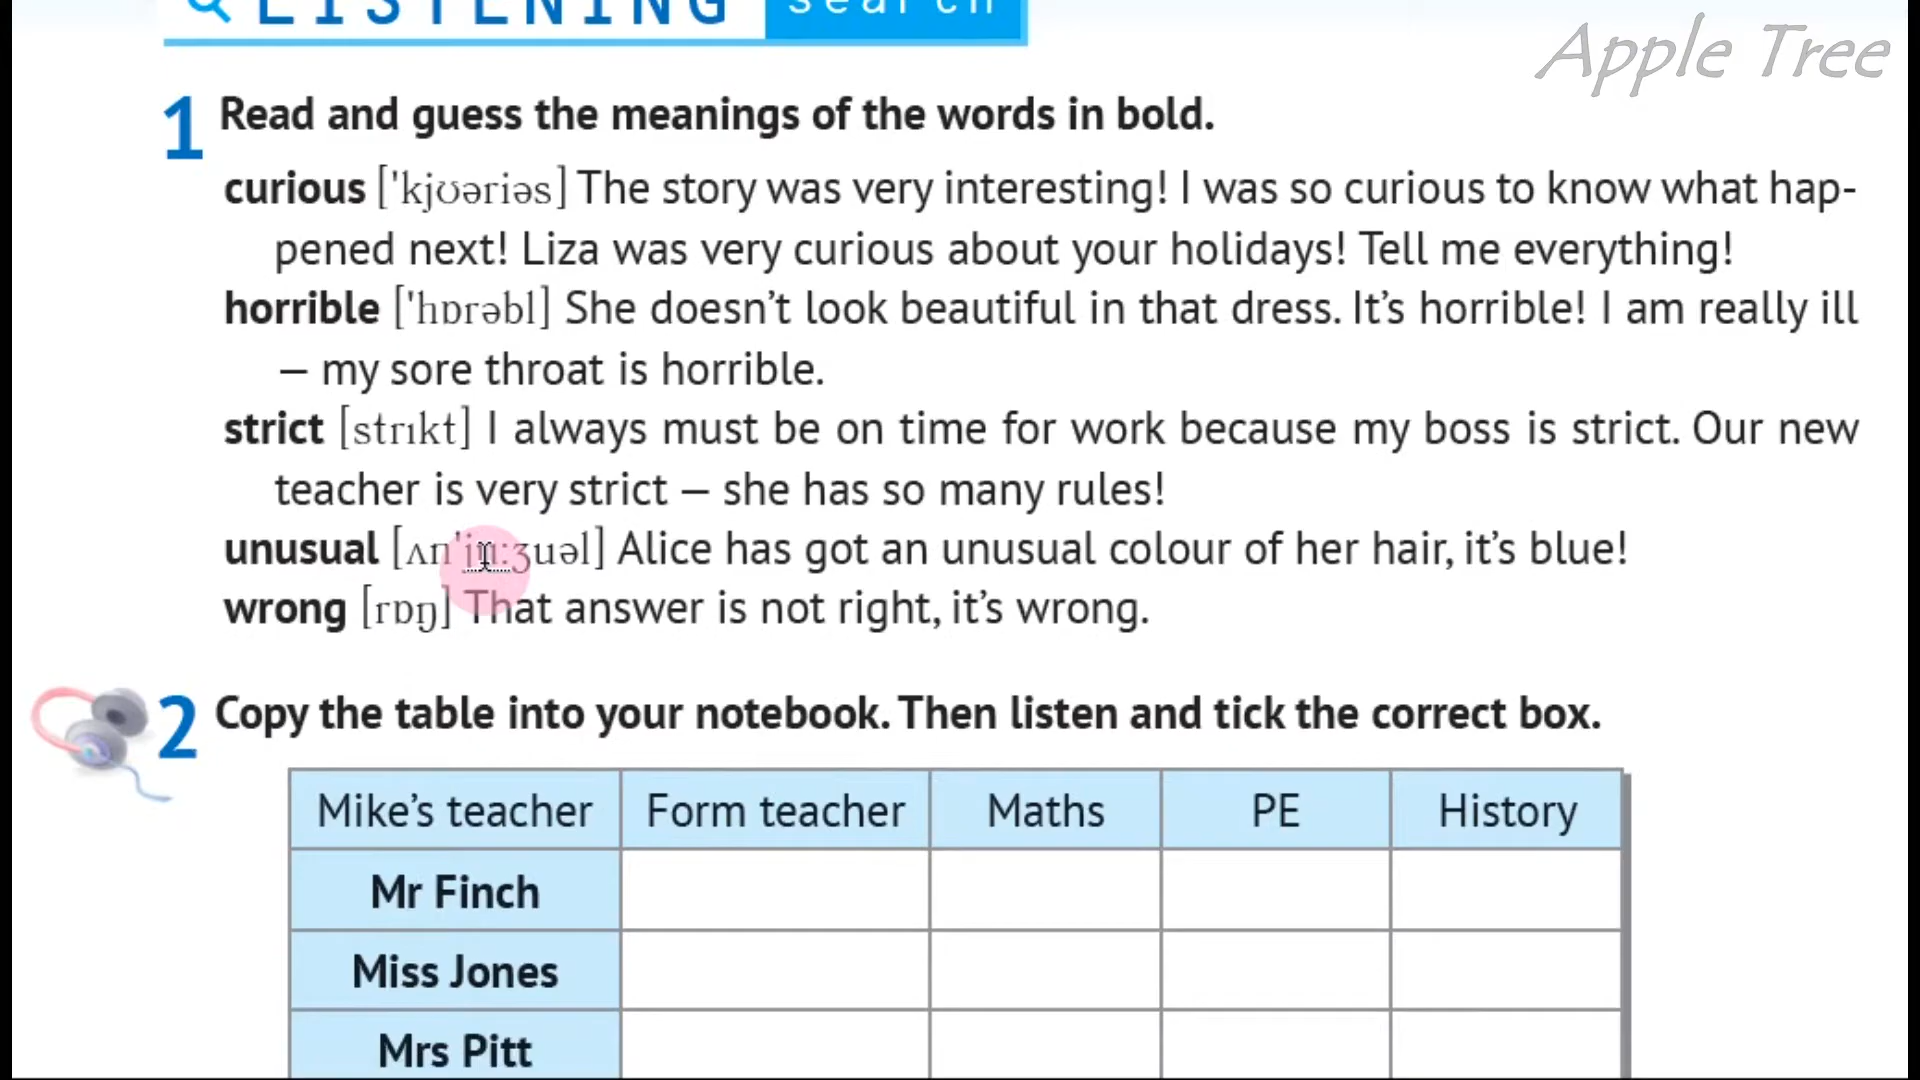 LISTENING search
Apple Tree
1 Read and guess the meanings of the words in bold.
curious ['kjʊəriəs] The story was very interesting! I was so curious to know what hap-
pened next! Liza was very curious about your holidays! Tell me everything!
horrible ['hɒrəbl] She doesn't look beautiful in that dress. It's horrible! I am really ill
– my sore throat is horrible.
strict [strɪkt] I always must be on time for work because my boss is strict. Our new
teacher is very strict – she has so many rules!
unusual [ʌn'ju:ʒuəl] Alice has got an unusual colour of her hair, it's blue!
wrong [rɒŋ] That answer is not right, it's wrong.
2 Copy the table into your notebook. Then listen and tick the correct box.
Mike's teacher Form teacher Maths PE History
Mr Finch
Miss Jones
Mrs Pitt